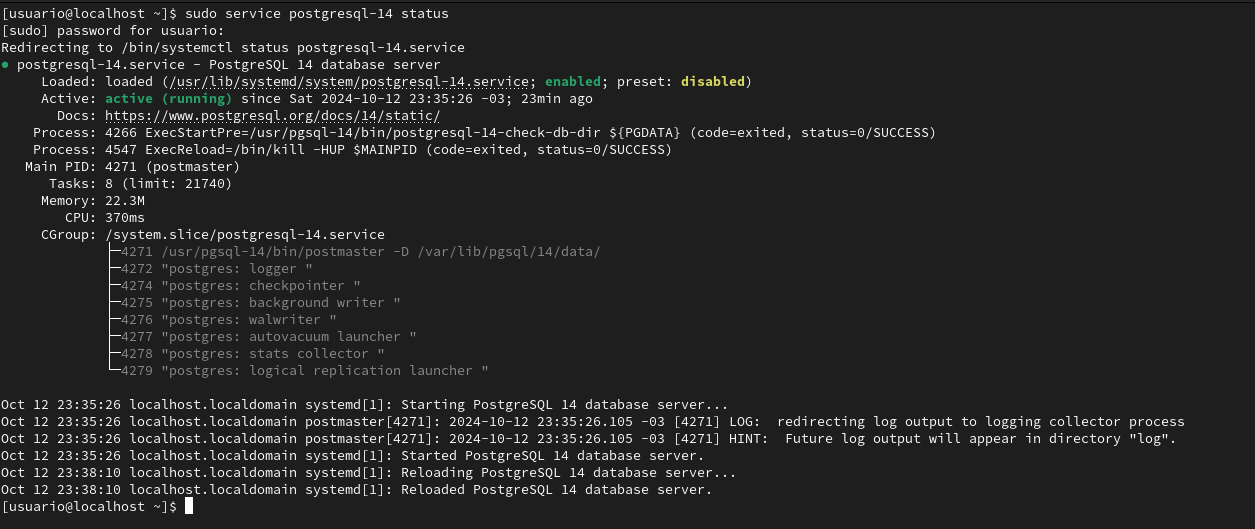 [usuario@localhost ~]$ sudo service postgresql-14 status
[sudo] password for usuario:
Redirecting to /bin/systemctl status postgresql-14.service
● postgresql-14.service - PostgreSQL 14 database server
     Loaded: loaded (/usr/lib/systemd/system/postgresql-14.service; enabled; preset: disabled)
     Active: active (running) since Sat 2024-10-12 23:35:26 -03; 23min ago
       Docs: https://www.postgresql.org/docs/14/static/
    Process: 4266 ExecStartPre=/usr/pgsql-14/bin/postgresql-14-check-db-dir ${PGDATA} (code=exited, status=0/SUCCESS)
    Process: 4547 ExecReload=/bin/kill -HUP $MAINPID (code=exited, status=0/SUCCESS)
   Main PID: 4271 (postmaster)
      Tasks: 8 (limit: 21740)
     Memory: 22.3M
        CPU: 370ms
     CGroup: /system.slice/postgresql-14.service
             ├─4271 /usr/pgsql-14/bin/postmaster -D /var/lib/pgsql/14/data/
             ├─4272 "postgres: logger "
             ├─4274 "postgres: checkpointer "
             ├─4275 "postgres: background writer "
             ├─4276 "postgres: walwriter "
             ├─4277 "postgres: autovacuum launcher "
             ├─4278 "postgres: stats collector "
             └─4279 "postgres: logical replication launcher "

Oct 12 23:35:26 localhost.localdomain systemd[1]: Starting PostgreSQL 14 database server...
Oct 12 23:35:26 localhost.localdomain postmaster[4271]: 2024-10-12 23:35:26.105 -03 [4271] LOG:  redirecting log output to logging collector process
Oct 12 23:35:26 localhost.localdomain postmaster[4271]: 2024-10-12 23:35:26.105 -03 [4271] HINT:  Future log output will appear in directory "log".
Oct 12 23:35:26 localhost.localdomain systemd[1]: Started PostgreSQL 14 database server.
Oct 12 23:38:10 localhost.localdomain systemd[1]: Reloading PostgreSQL 14 database server...
Oct 12 23:38:10 localhost.localdomain systemd[1]: Reloaded PostgreSQL 14 database server.
[usuario@localhost ~]$